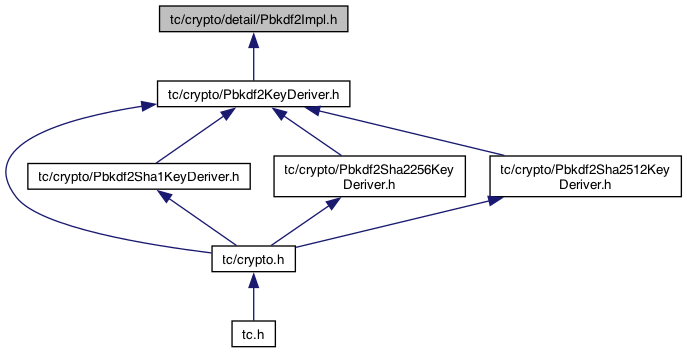 tc/crypto/detail/Pbkdf2Impl.h
tc/crypto/Pbkdf2KeyDeriver.h
tc/crypto/Pbkdf2Sha1KeyDeriver.h
tc/crypto/Pbkdf2Sha2256Key
Deriver.h
tc/crypto/Pbkdf2Sha2512Key
Deriver.h
tc/crypto.h
tc.h